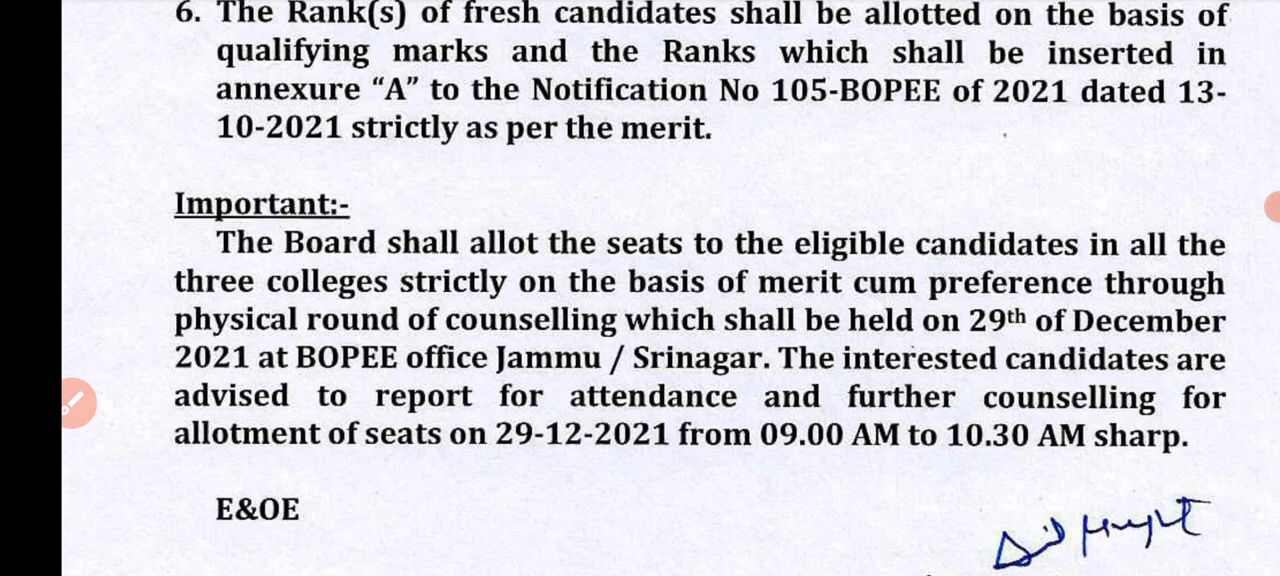 6. The Rank(s) of fresh candidates shall be allotted on the basis of
qualifying marks and the Ranks which shall be inserted in
annexure “A” to the Notification No 105-BOPEE of 2021 dated 13-
10-2021 strictly as per the merit.
Important:-
The Board shall allot the seats to the eligible candidates in all the
three colleges strictly on the basis of merit cum preference through
physical round of counselling which shall be held on 29th of December
2021 at BOPEE office Jammu / Srinagar. The interested candidates are
advised to report for attendance and further counselling for
allotment of seats on 29-12-2021 from 09.00 AM to 10.30 AM sharp.
E&OE